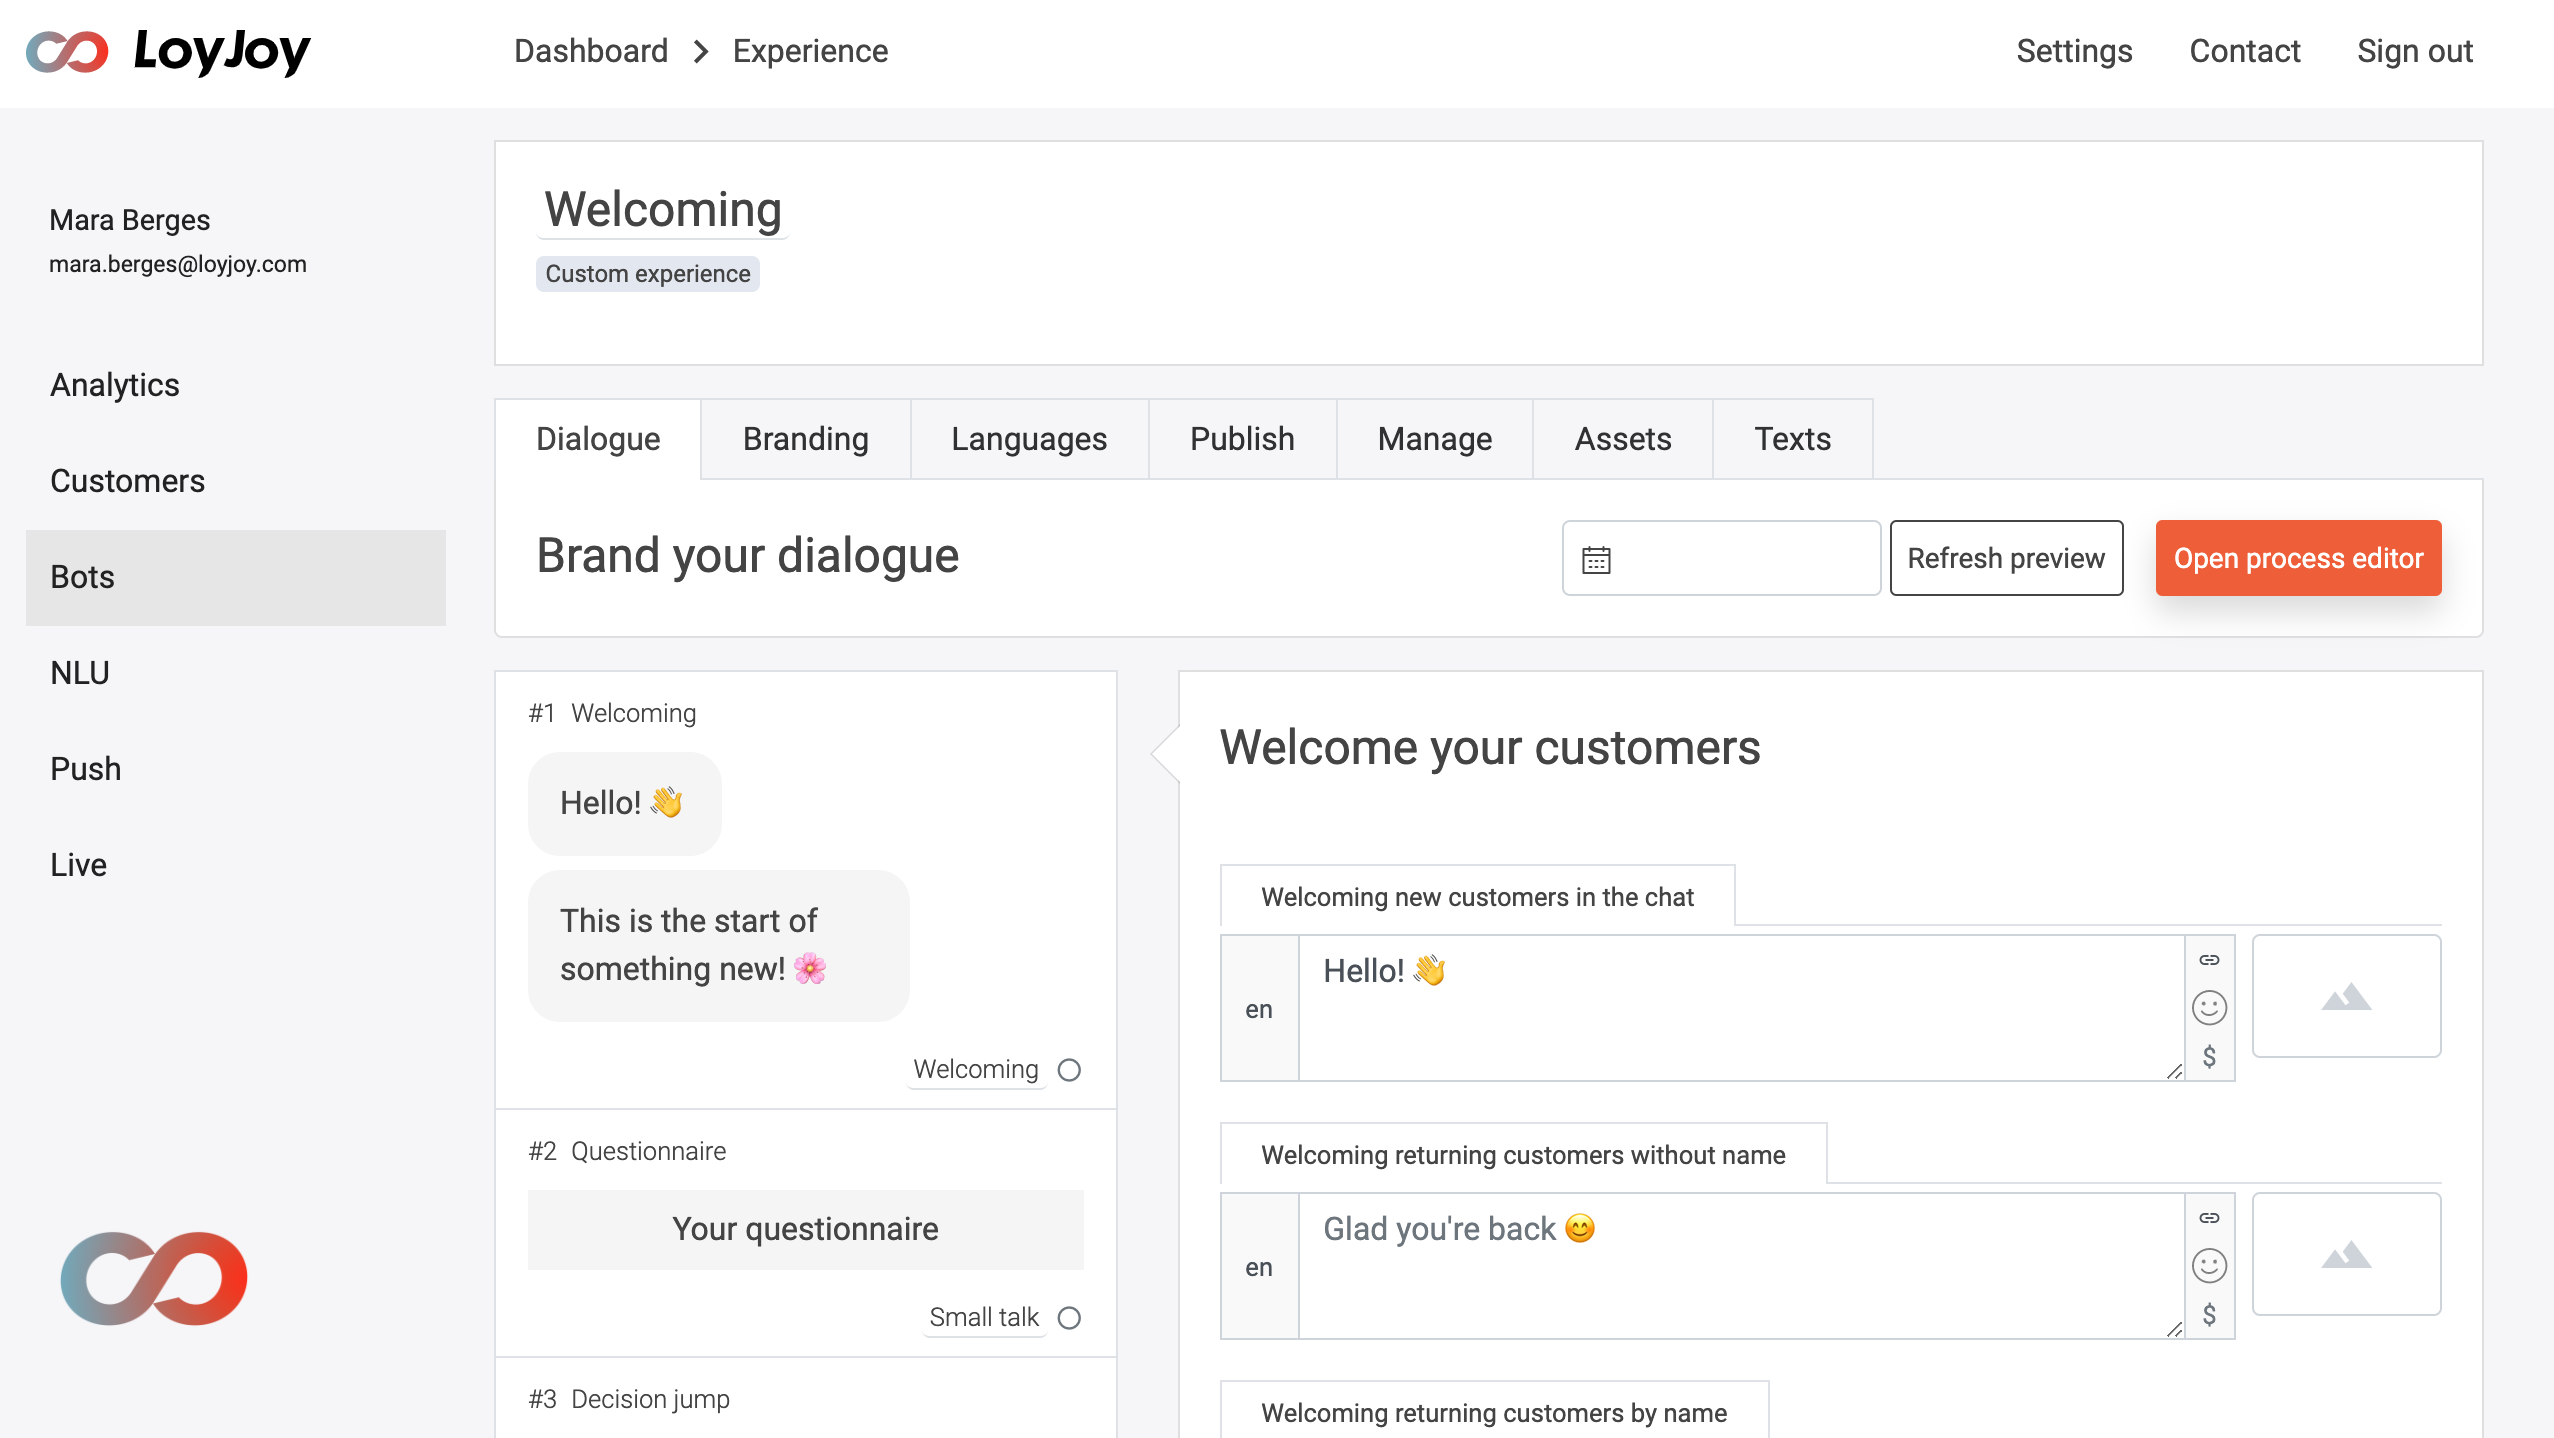 LoyJoy
Dashboard > Experience
Settings Contact Sign out
Mara Berges
mara.berges@loyjoy.com
Analytics
Customers
Bots
NLU
Push
Live
Welcoming
Custom experience
Dialogue Branding Languages Publish Manage Assets Texts
Brand your dialogue
Refresh preview
Open process editor
#1 Welcoming
Hello! 👋
This is the start of
something new! 🌸
Welcoming
#2 Questionnaire
Your questionnaire
Small talk
#3 Decision jump
Welcome your customers
Welcoming new customers in the chat
en
Hello! 👋
$
Welcoming returning customers without name
en
Glad you're back 😊
$
Welcoming returning customers by name